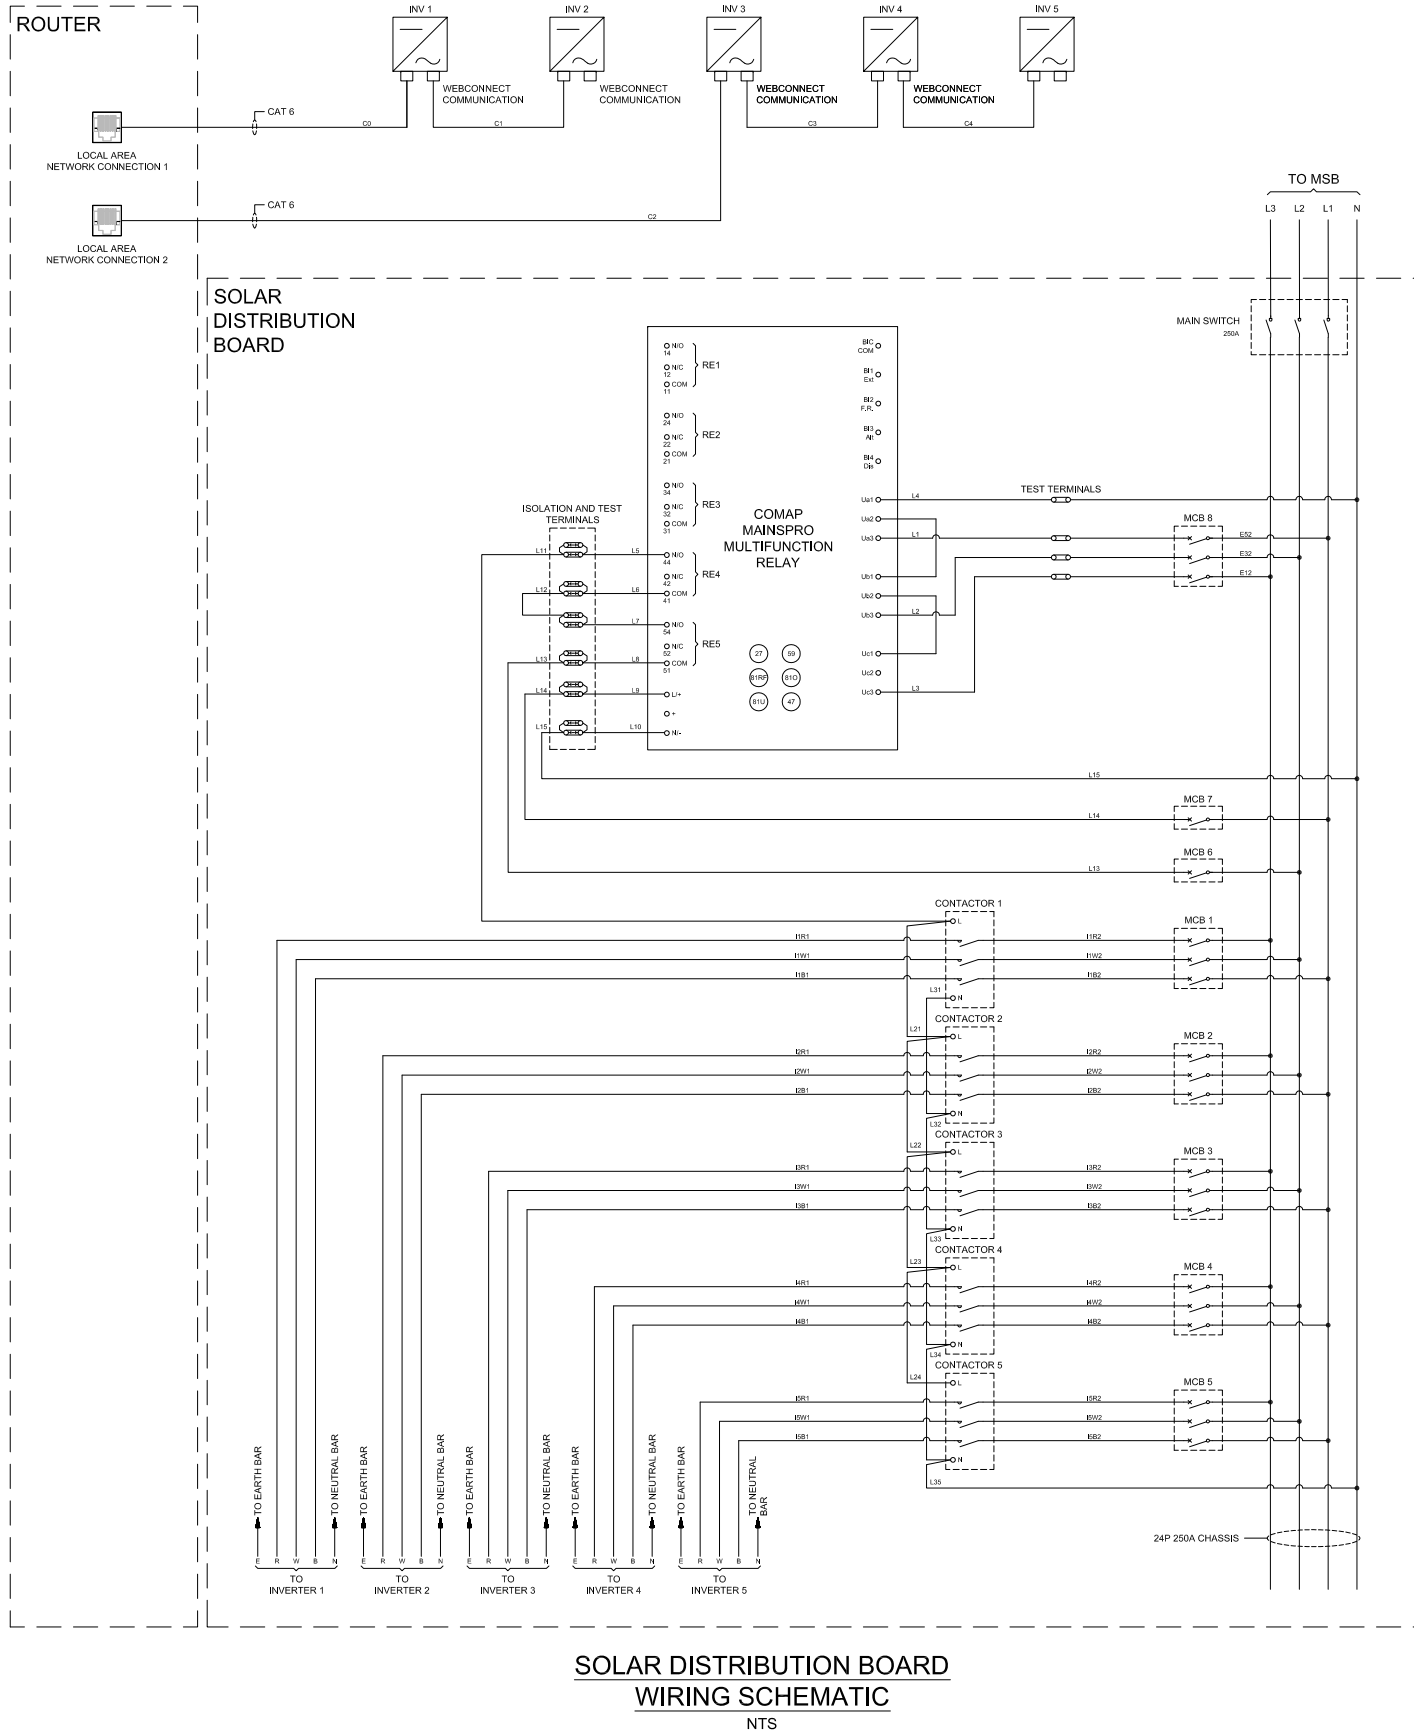 ROUTER
INV 1
INV 2
INV 3
INV 4
INV 5
WEBCONNECT
COMMUNICATION
WEBCONNECT
COMMUNICATION
WEBCONNECT
COMMUNICATION
WEBCONNECT
COMMUNICATION
CAT 6
C0
C1
C3
C4
LOCAL AREA
NETWORK CONNECTION 1
CAT 6
C2
LOCAL AREA
NETWORK CONNECTION 2
TO MSB
L3
L2
L1
N
SOLAR
DISTRIBUTION
BOARD
MAIN SWITCH
250A
N/O
14
N/C
12
COM
11
RE1
N/O
24
N/C
22
COM
21
RE2
N/O
34
N/C
32
COM
31
RE3
N/O
44
N/C
42
COM
41
RE4
N/O
54
N/C
52
COM
51
RE5
L/+
+
N/-
BIC
COM
BI1
Ext
BI2
F.R.
BI3
Alt
BI4
Dis
Ua1
Ua2
Ua3
Ub1
Ub2
Ub3
Uc1
Uc2
Uc3
COMAP
MAINSPRO
MULTIFUNCTION
RELAY
27
59
81RF
81O
81U
47
ISOLATION AND TEST
TERMINALS
L11
L5
L12
L6
L7
L13
L8
L14
L9
L15
L10
L4
L1
L2
L3
TEST TERMINALS
MCB 8
E52
E32
E12
L15
MCB 7
L14
MCB 6
L13
CONTACTOR 1
L
N
MCB 1
I1R1
I1R2
I1W1
I1W2
I1B1
I1B2
L31
L21
CONTACTOR 2
L
N
MCB 2
I2R1
I2R2
I2W1
I2W2
I2B1
I2B2
L32
L22
CONTACTOR 3
L
N
MCB 3
I3R1
I3R2
I3W1
I3W2
I3B1
I3B2
L33
L23
CONTACTOR 4
L
N
MCB 4
I4R1
I4R2
I4W1
I4W2
I4B1
I4B2
L34
L24
CONTACTOR 5
L
N
MCB 5
I5R1
I5R2
I5W1
I5W2
I5B1
I5B2
L35
24P 250A CHASSIS
TO EARTH BAR
TO NEUTRAL BAR
TO EARTH BAR
TO NEUTRAL BAR
TO EARTH BAR
TO NEUTRAL BAR
TO EARTH BAR
TO NEUTRAL BAR
TO EARTH BAR
TO NEUTRAL
BAR
E R W B N
TO
INVERTER 1
E R W B N
TO
INVERTER 2
E R W B N
TO
INVERTER 3
E R W B N
TO
INVERTER 4
E R W B N
TO
INVERTER 5
SOLAR DISTRIBUTION BOARD
WIRING SCHEMATIC
NTS